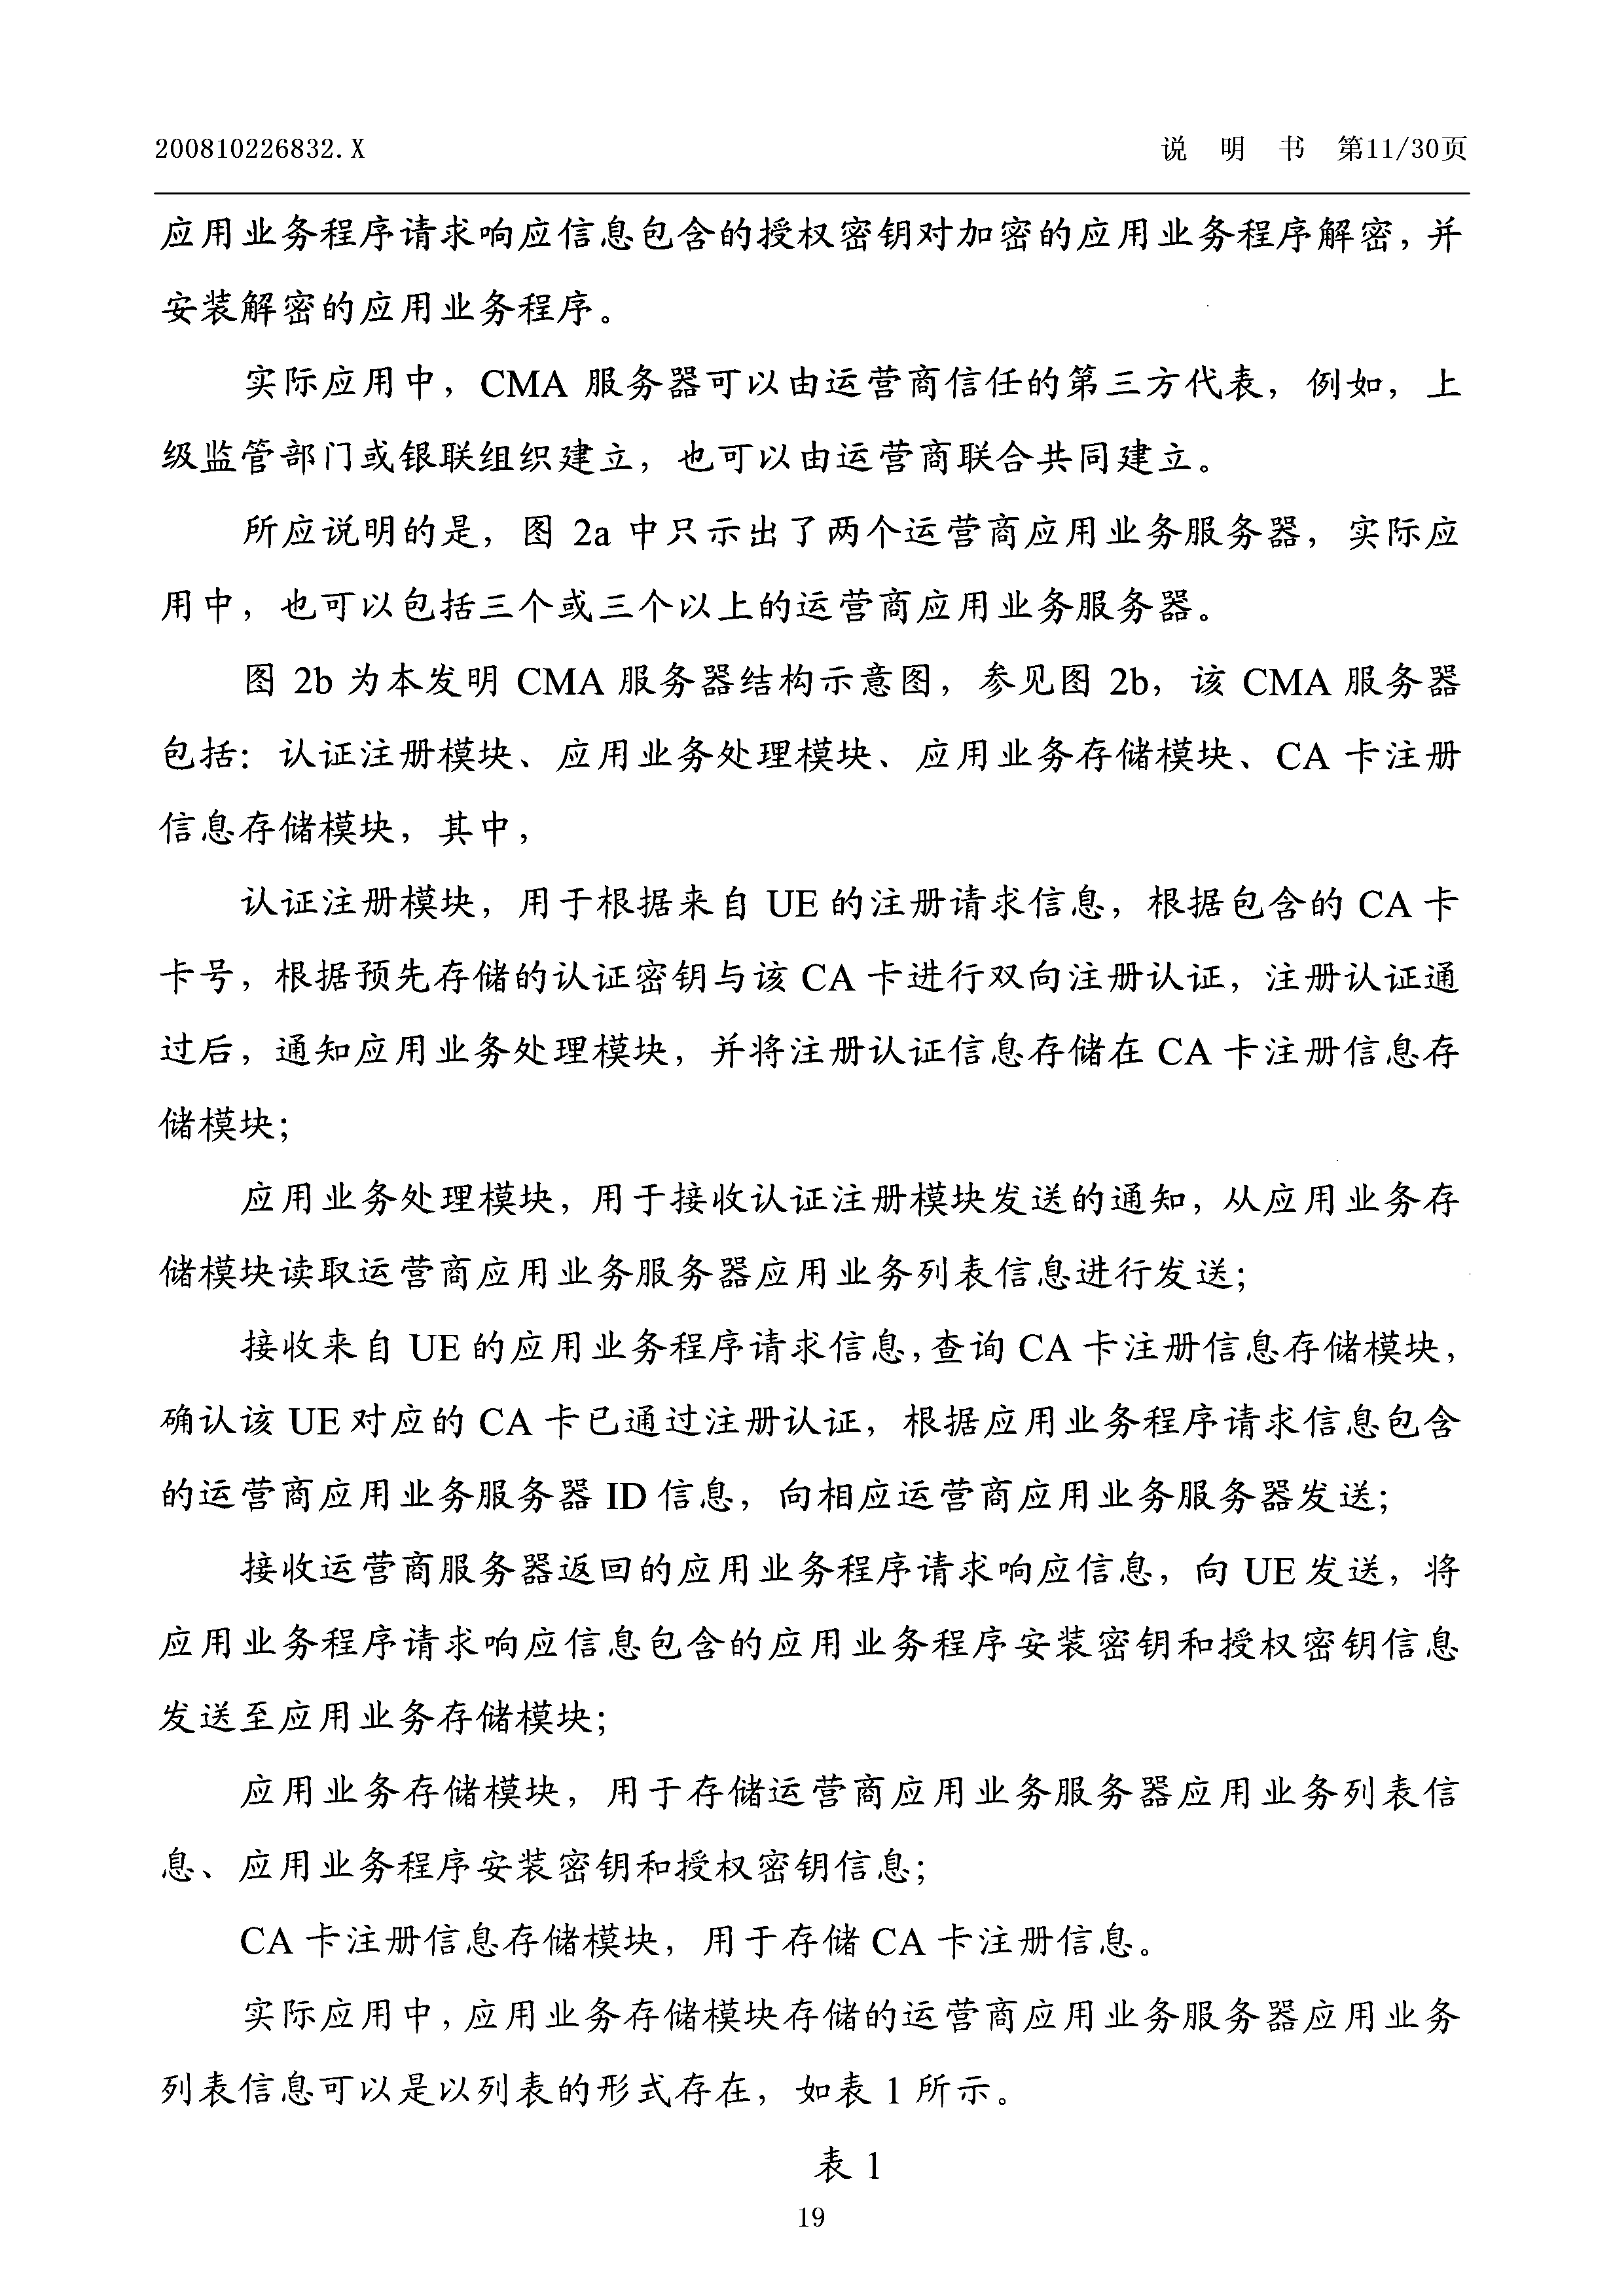 200810226832.X 说 明 书 第11/30页
应用业务程序请求响应信息包含的授权密钥对加密的应用业务程序解密，并
安装解密的应用业务程序。
实际应用中，CMA 服务器可以由运营商信任的第三方代表，例如，上
级监管部门或银联组织建立，也可以由运营商联合共同建立。
所应说明的是，图 2a 中只示出了两个运营商应用业务服务器，实际应
用中，也可以包括三个或三个以上的运营商应用业务服务器。
图 2b 为本发明 CMA 服务器结构示意图，参见图 2b，该 CMA 服务器
包括：认证注册模块、应用业务处理模块、应用业务存储模块、CA 卡注册
信息存储模块，其中，
认证注册模块，用于根据来自 UE 的注册请求信息，根据包含的 CA 卡
卡号，根据预先存储的认证密钥与该 CA 卡进行双向注册认证，注册认证通
过后，通知应用业务处理模块，并将注册认证信息存储在 CA 卡注册信息存
储模块；
应用业务处理模块，用于接收认证注册模块发送的通知，从应用业务存
储模块读取运营商应用业务服务器应用业务列表信息进行发送；
接收来自 UE 的应用业务程序请求信息，查询 CA 卡注册信息存储模块，
确认该 UE 对应的 CA 卡已通过注册认证，根据应用业务程序请求信息包含
的运营商应用业务服务器 ID 信息，向相应运营商应用业务服务器发送；
接收运营商服务器返回的应用业务程序请求响应信息，向 UE 发送，将
应用业务程序请求响应信息包含的应用业务程序安装密钥和授权密钥信息
发送至应用业务存储模块；
应用业务存储模块，用于存储运营商应用业务服务器应用业务列表信
息、应用业务程序安装密钥和授权密钥信息；
CA 卡注册信息存储模块，用于存储 CA 卡注册信息。
实际应用中，应用业务存储模块存储的运营商应用业务服务器应用业务
列表信息可以是以列表的形式存在，如表 1 所示。
表 1
19